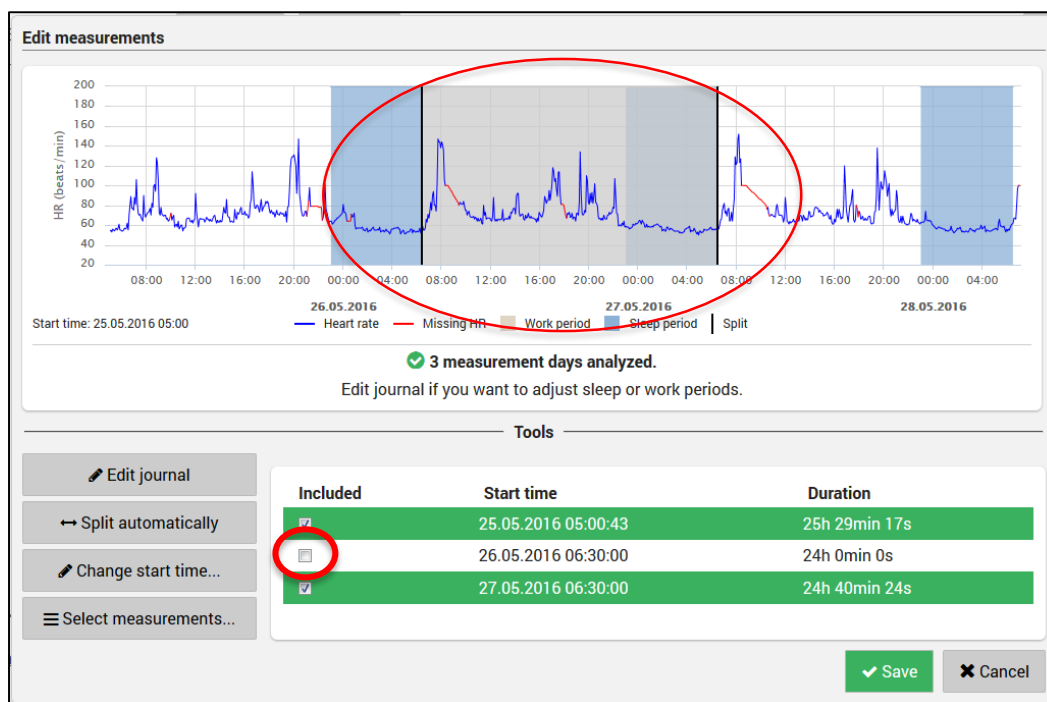 Edit measurements
200
180
160
140
120
100
80
60
40
20
HR (beats/min)
08:00 12:00 16:00 20:00 00:00 04:00 08:00 12:00 16:00 20:00 00:00 04:00 08:00 12:00 16:00 20:00 00:00 04:00
26.05.2016 27.05.2016 28.05.2016
Start time: 25.05.2016 05:00 Heart rate Missing HR Work period Sleep period Split
3 measurement days analyzed.
Edit journal if you want to adjust sleep or work periods.
Tools
Edit journal
Split automatically
Change start time...
Select measurements...
Included Start time Duration
25.05.2016 05:00:43 25h 29min 17s
26.05.2016 06:30:00 24h 0min 0s
27.05.2016 06:30:00 24h 40min 24s
Save Cancel